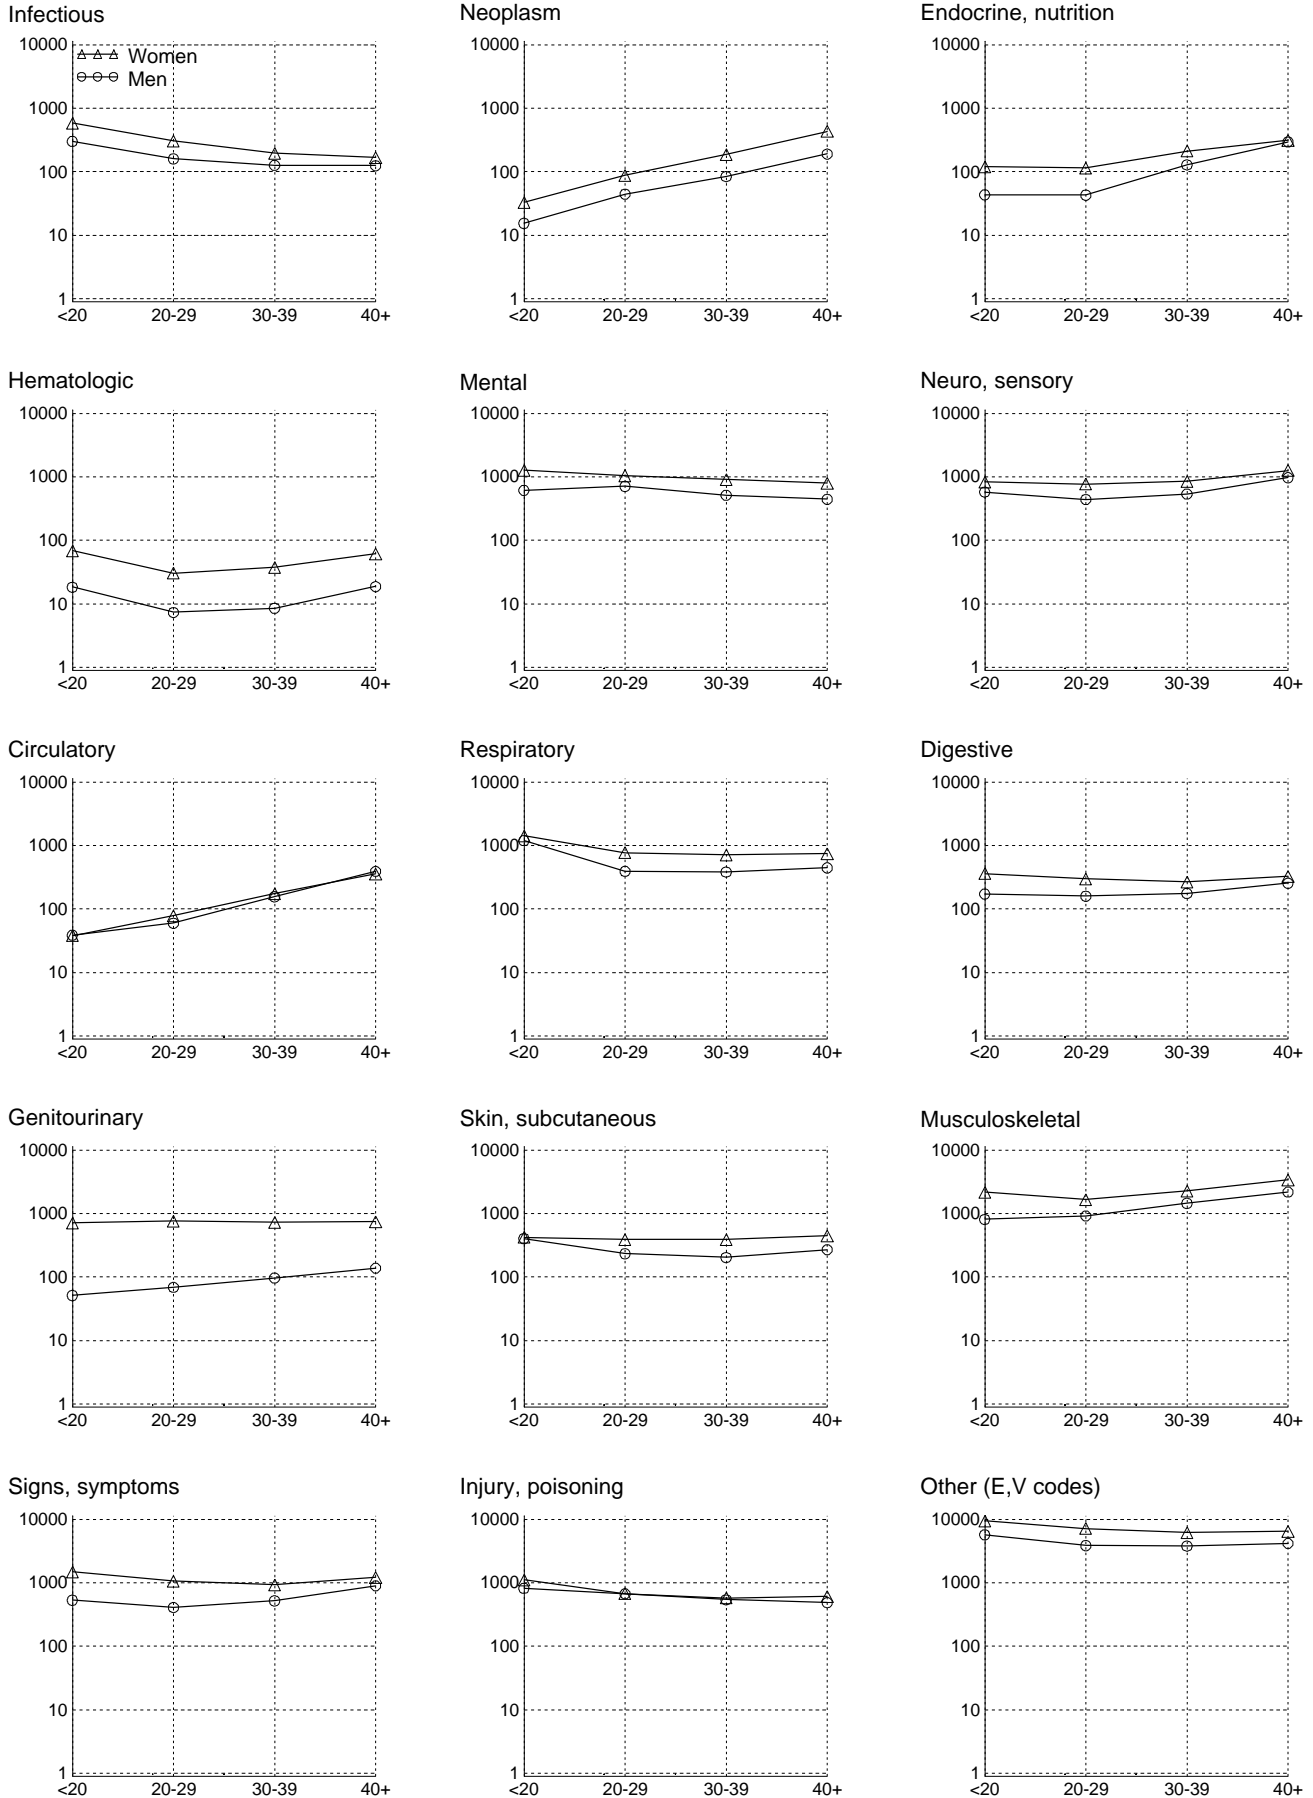 Infectious
10000
1000
100
10
1
<20 20-29 30-39 40+
Women
Men
Neoplasm
10000
1000
100
10
1
<20 20-29 30-39 40+
Endocrine, nutrition
10000
1000
100
10
1
<20 20-29 30-39 40+
Hematologic
10000
1000
100
10
1
<20 20-29 30-39 40+
Mental
10000
1000
100
10
1
<20 20-29 30-39 40+
Neuro, sensory
10000
1000
100
10
1
<20 20-29 30-39 40+
Circulatory
10000
1000
100
10
1
<20 20-29 30-39 40+
Respiratory
10000
1000
100
10
1
<20 20-29 30-39 40+
Digestive
10000
1000
100
10
1
<20 20-29 30-39 40+
Genitourinary
10000
1000
100
10
1
<20 20-29 30-39 40+
Skin, subcutaneous
10000
1000
100
10
1
<20 20-29 30-39 40+
Musculoskeletal
10000
1000
100
10
1
<20 20-29 30-39 40+
Signs, symptoms
10000
1000
100
10
1
<20 20-29 30-39 40+
Injury, poisoning
10000
1000
100
10
1
<20 20-29 30-39 40+
Other (E,V codes)
10000
1000
100
10
1
<20 20-29 30-39 40+